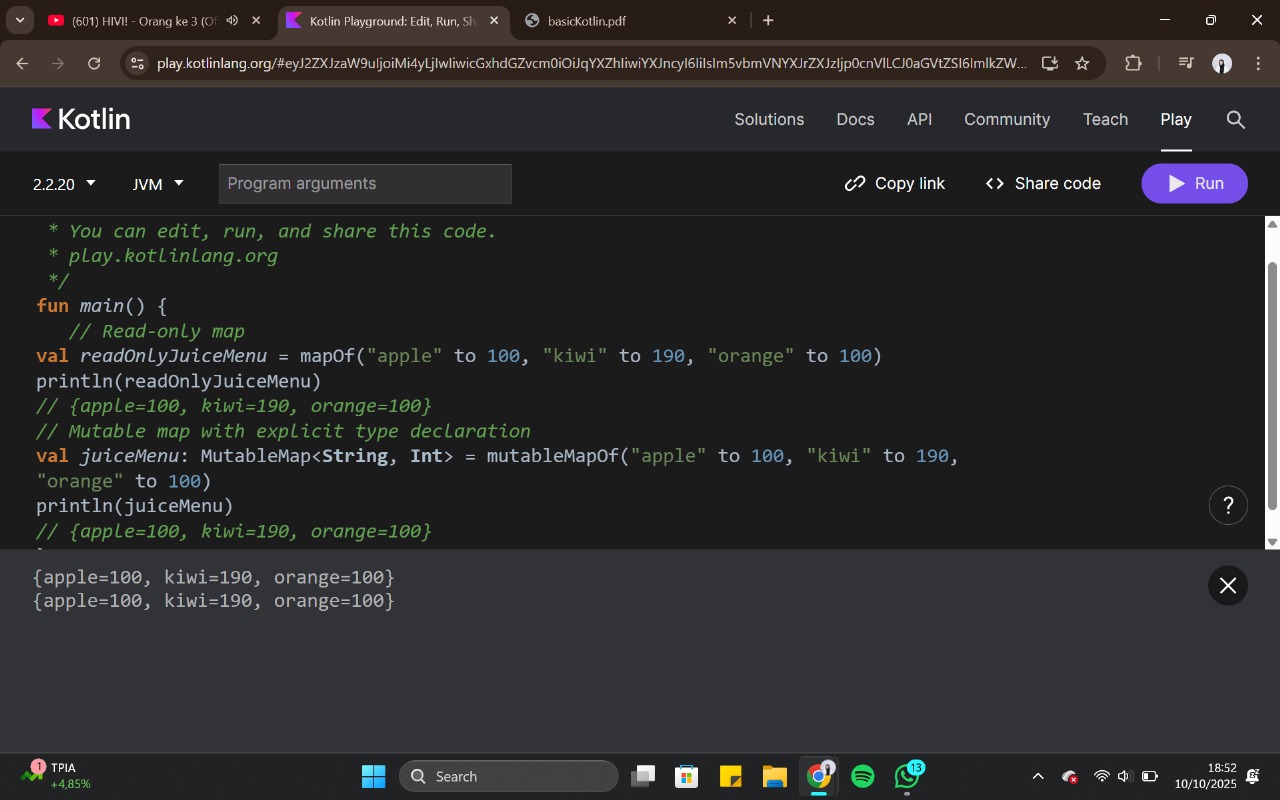 (601) HIVI! - Orang ke 3 (Of
Kotlin Playground: Edit, Run, Sh
basicKotlin.pdf
Kotlin
Solutions
Docs
API
Community
Teach
Play
2.2.20
JVM
Program arguments
Copy link
<> Share code
Run
* You can edit, run, and share this code.
* play.kotlinlang.org
*/
fun main() {
// Read-only map
val readOnlyJuiceMenu = mapOf("apple" to 100, "kiwi" to 190, "orange" to 100)
println(readOnlyJuiceMenu)
// {apple=100, kiwi=190, orange=100}
// Mutable map with explicit type declaration
val juiceMenu: MutableMap<String, Int> = mutableMapOf("apple" to 100, "kiwi" to 190,
"orange" to 100)
println(juiceMenu)
// {apple=100, kiwi=190, orange=100}
?
{apple=100, kiwi=190, orange=100}
{apple=100, kiwi=190, orange=100}
1
TPIA
+4,85%
Search
13
18:52
10/10/2025